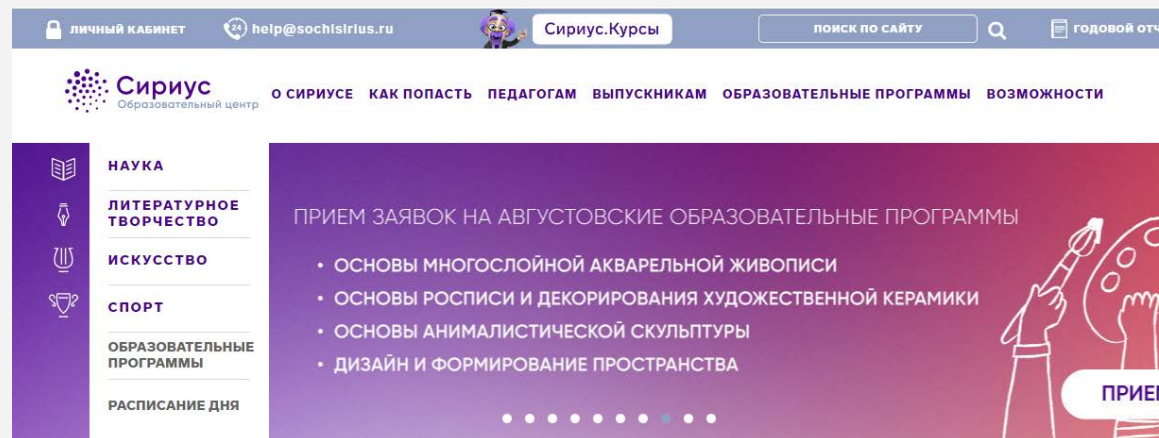 ЛИЧНЫЙ КАБИНЕТ
24
help@sochisirius.ru
Сириус.Курсы
ПОИСК ПО САЙТУ
ГОДОВОЙ ОТЧ
Сириус
Образовательный центр
О СИРИУСЕ КАК ПОПАСТЬ ПЕДАГОГАМ ВЫПУСКНИКАМ ОБРАЗОВАТЕЛЬНЫЕ ПРОГРАММЫ ВОЗМОЖНОСТИ
НАУКА
ЛИТЕРАТУРНОЕ
ТВОРЧЕСТВО
ИСКУССТВО
СПОРТ
ОБРАЗОВАТЕЛЬНЫЕ
ПРОГРАММЫ
РАСПИСАНИЕ ДНЯ
ПРИЕМ ЗАЯВОК НА АВГУСТОВСКИЕ ОБРАЗОВАТЕЛЬНЫЕ ПРОГРАММЫ
• ОСНОВЫ МНОГОСЛОЙНОЙ АКВАРЕЛЬНОЙ ЖИВОПИСИ
• ОСНОВЫ РОСПИСИ И ДЕКОРИРОВАНИЯ ХУДОЖЕСТВЕННОЙ КЕРАМИКИ
• ОСНОВЫ АНИМАЛИСТИЧЕСКОЙ СКУЛЬПТУРЫ
• ДИЗАЙН И ФОРМИРОВАНИЕ ПРОСТРАНСТВА
ПРИЕМ